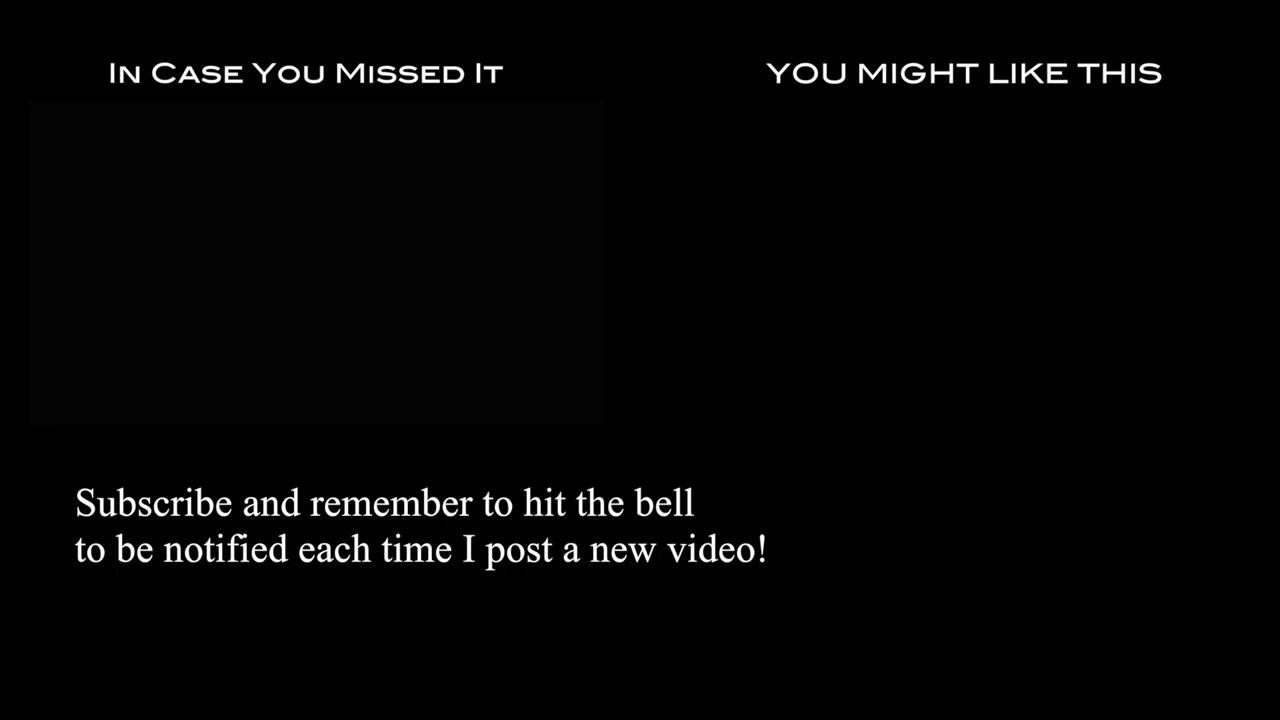 In Case You Missed It
YOU MIGHT LIKE THIS
Subscribe and remember to hit the bell
to be notified each time I post a new video!